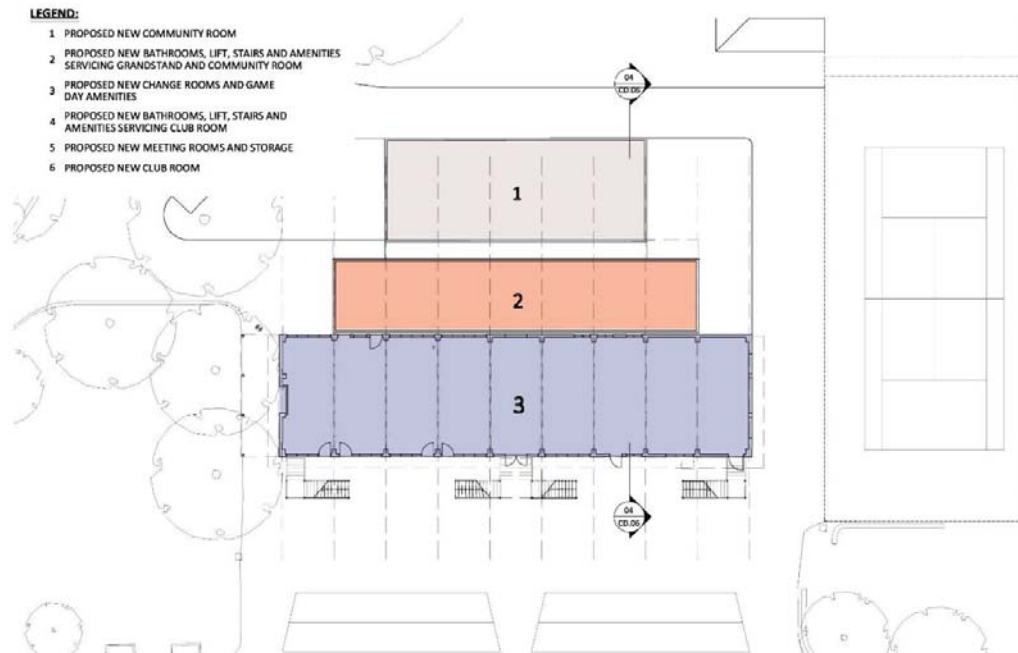 LEGEND:
1 PROPOSED NEW COMMUNITY ROOM
2 PROPOSED NEW BATHROOMS, LIFT, STAIRS AND AMENITIES
SERVICING GRANDSTAND AND COMMUNITY ROOM
3 PROPOSED NEW CHANGE ROOMS AND GAME
DAY AMENITIES
4 PROPOSED NEW BATHROOMS, LIFT, STAIRS AND
AMENITIES SERVICING CLUB ROOM
5 PROPOSED NEW MEETING ROOMS AND STORAGE
6 PROPOSED NEW CLUB ROOM
04
CD.06
1
2
3
04
CD.06